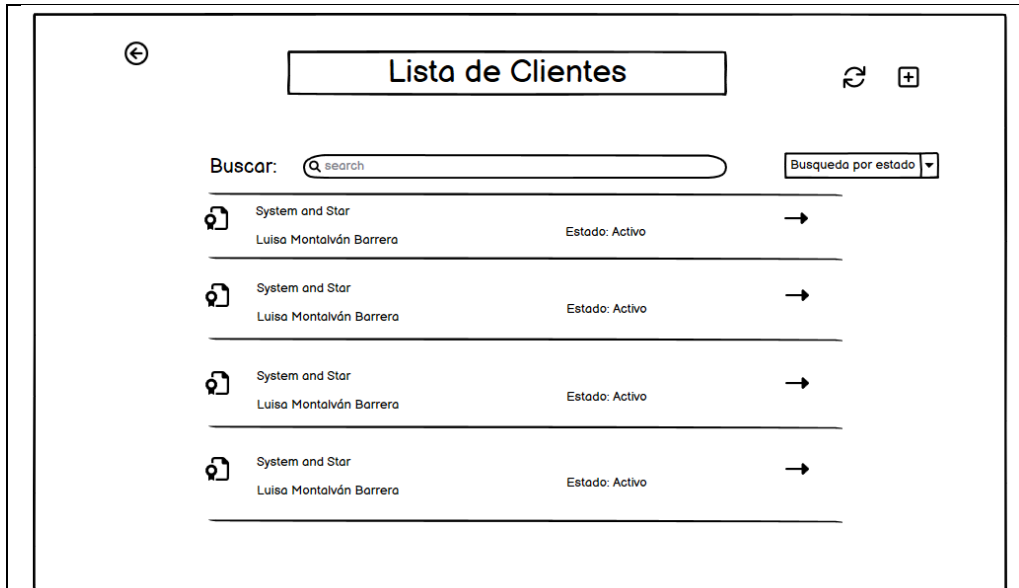 Lista de Clientes
Buscar:
search
Busqueda por estado
System and Star
Luisa Montalván Barrera
Estado: Activo
System and Star
Luisa Montalván Barrera
Estado: Activo
System and Star
Luisa Montalván Barrera
Estado: Activo
System and Star
Luisa Montalván Barrera
Estado: Activo